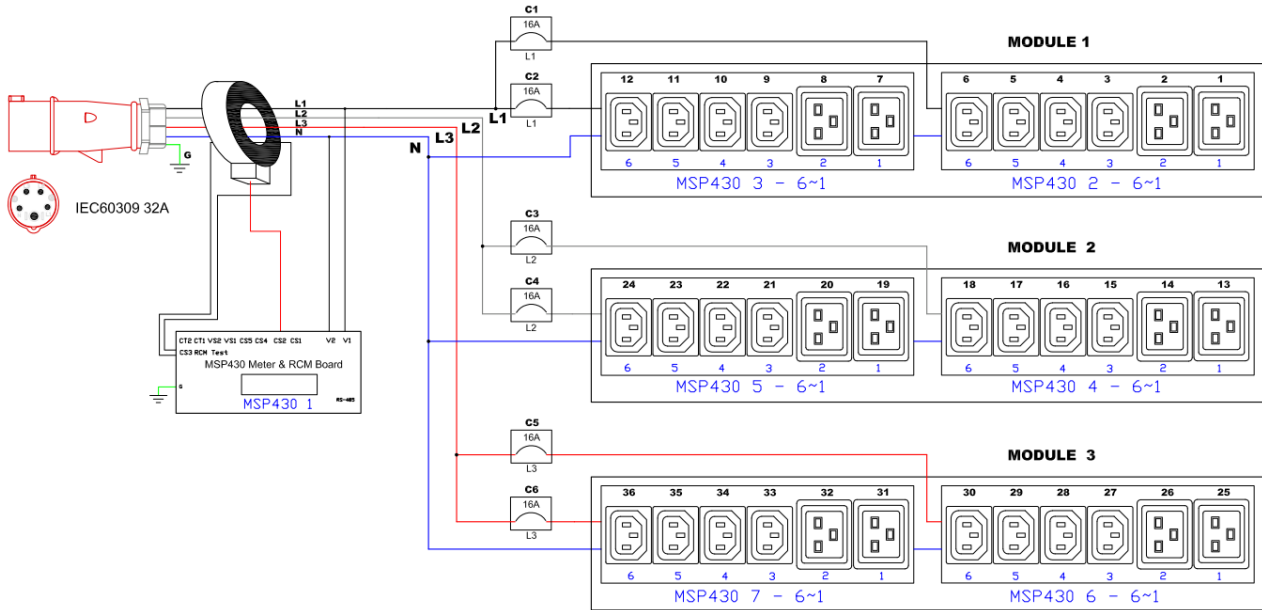 C1
16A
L1
MODULE 1
C2
16A
L1
12 11 10 9 8 7 6 5 4 3 2 1
L1
L2
L3
N
L1
L2
L3
N
G
6 5 4 3 2 1 6 5 4 3 2 1
MSP430 3 - 6~1 MSP430 2 - 6~1
IEC60309 32A
C3
16A
L2
MODULE 2
C4
16A
L2
24 23 22 21 20 19 18 17 16 15 14 13
6 5 4 3 2 1 6 5 4 3 2 1
MSP430 5 - 6~1 MSP430 4 - 6~1
CT2 CT1 VS2 VS1 CS5 CS4 CS2 CS1 V2 V1
CS3 RCM Test
MSP430 Meter & RCM Board
G
MSP430 1
RS-485
C5
16A
L3
MODULE 3
C6
16A
L3
36 35 34 33 32 31 30 29 28 27 26 25
6 5 4 3 2 1 6 5 4 3 2 1
MSP430 7 - 6~1 MSP430 6 - 6~1